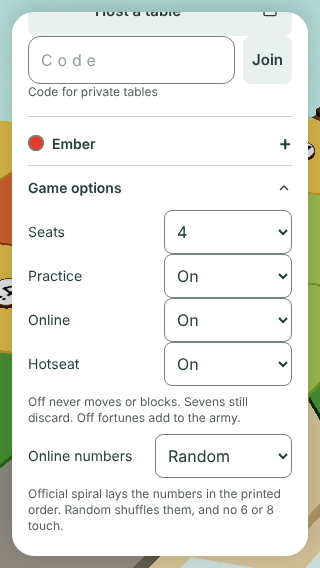 Host a table
Code
Join
Code for private tables
Ember
+
Game options
Seats
4
Practice
On
Online
On
Hotseat
On
Off never moves or blocks. Sevens still
discard. Off fortunes add to the army.
Online numbers
Random
Official spiral lays the numbers in the printed
order. Random shuffles them, and no 6 or 8
touch.